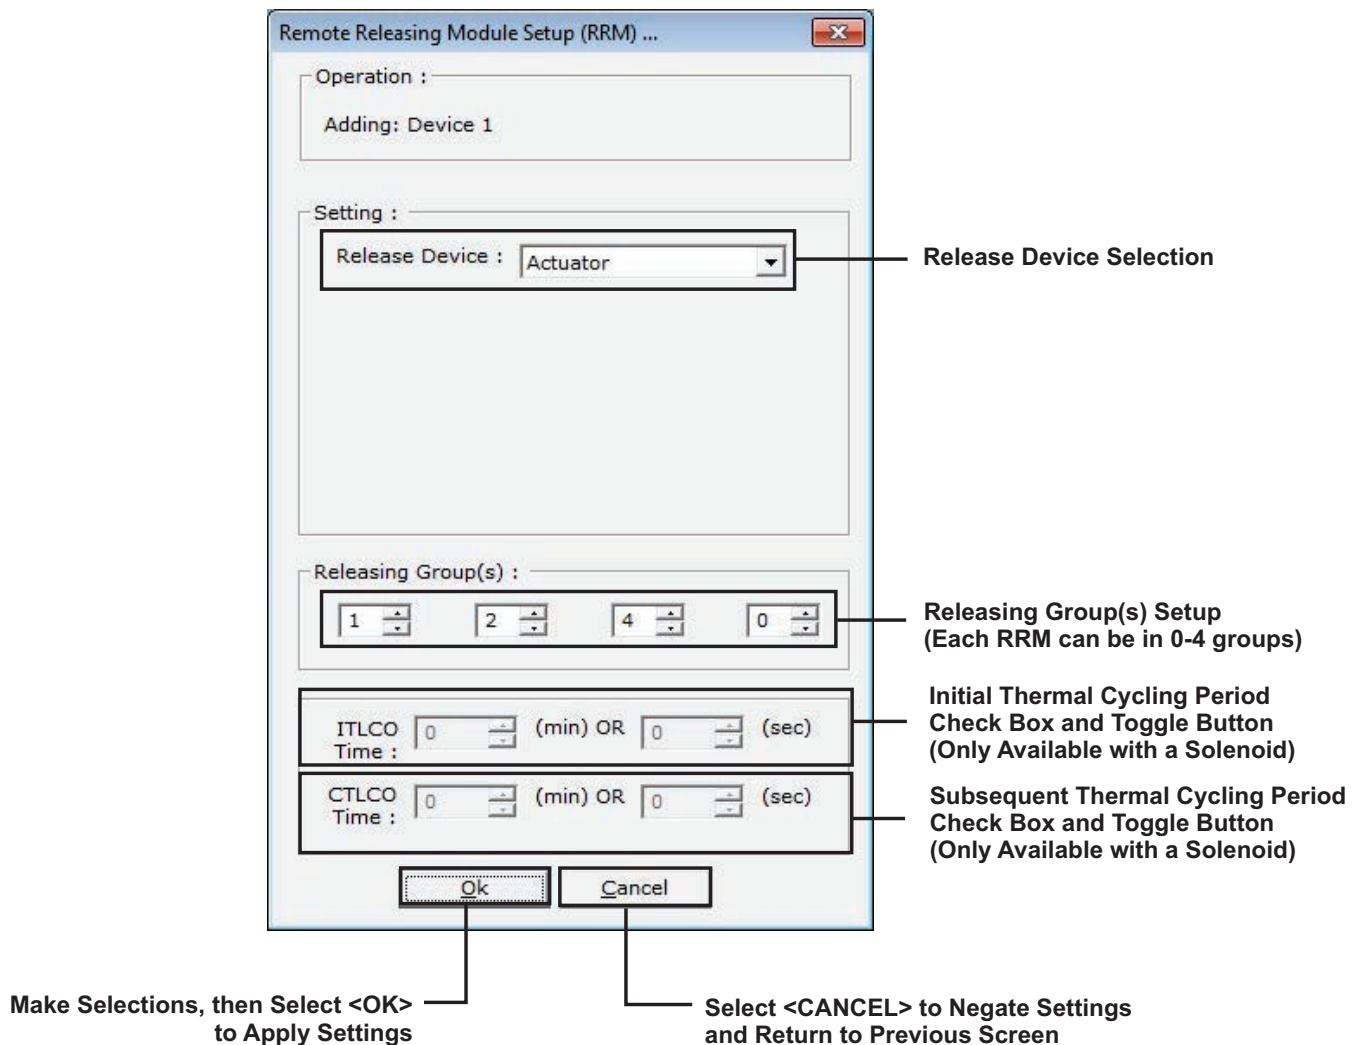 Remote Releasing Module Setup (RRM) ...
Operation :
Adding: Device 1
Setting :
Release Device : Actuator
Release Device Selection
Releasing Group(s) :
1 2 4 0
Releasing Group(s) Setup
(Each RRM can be in 0-4 groups)
Initial Thermal Cycling Period
Check Box and Toggle Button
(Only Available with a Solenoid)
ITLCO
Time :
0 (min) OR 0 (sec)
CTLCO
Time :
0 (min) OR 0 (sec)
Subsequent Thermal Cycling Period
Check Box and Toggle Button
(Only Available with a Solenoid)
Ok
Cancel
Make Selections, then Select <OK>
to Apply Settings
Select <CANCEL> to Negate Settings
and Return to Previous Screen